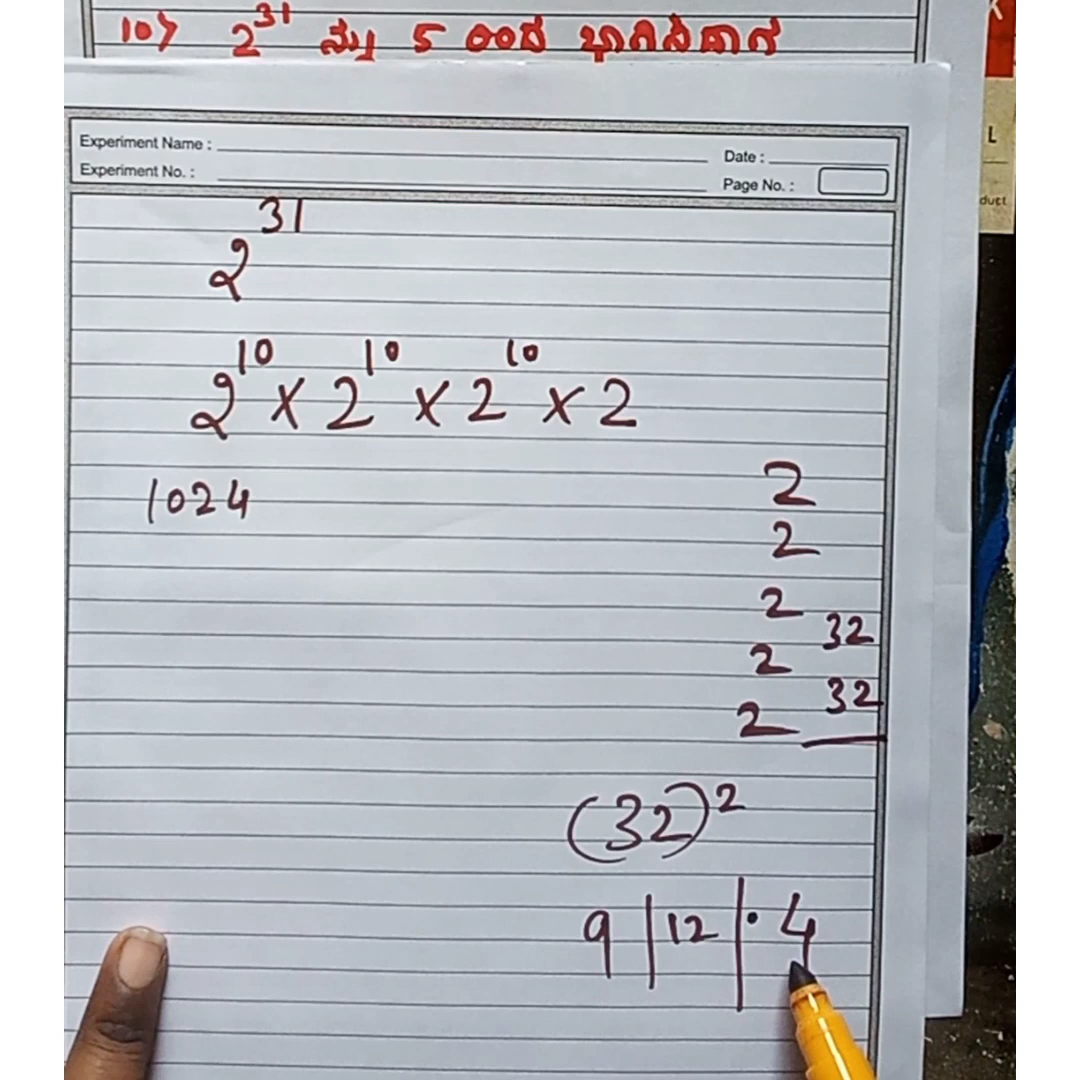 10> 2³¹ ನ್ನು 5 ರಿಂದ ಭಾಗಿಸಿದಾಗ
L
duct
Experiment Name :
Date :
Experiment No. :
Page No. :
2³¹
2¹⁰ x 2¹⁰ x 2¹⁰ x 2
1024
2
2
2
32
2
32
2
(32)²
9 | 12 | · 4